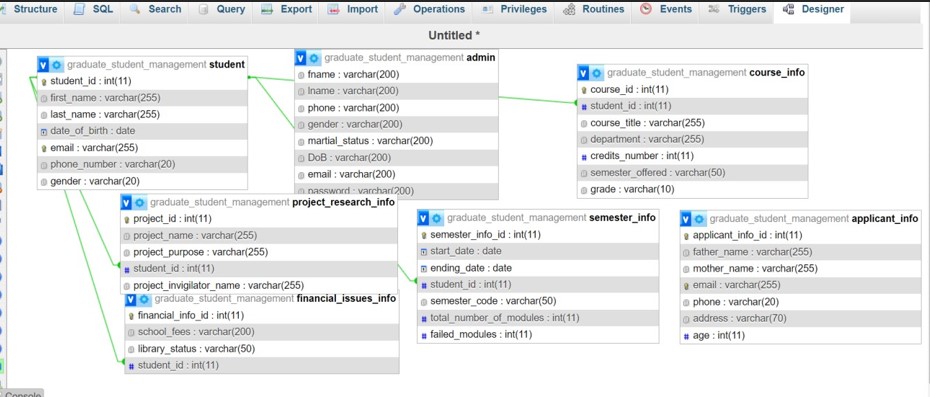 Structure SQL Search Query Export Import Operations Privileges Routines Events Triggers Designer
Untitled *
graduate_student_management student
student_id : int(11)
first_name : varchar(255)
last_name : varchar(255)
date_of_birth : date
email : varchar(255)
phone_number : varchar(20)
gender : varchar(20)
graduate_student_management admin
fname : varchar(200)
lname : varchar(200)
phone : varchar(200)
gender : varchar(200)
martial_status : varchar(200)
DoB : varchar(200)
email : varchar(200)
password : varchar(200)
graduate_student_management course_info
course_id : int(11)
student_id : int(11)
course_title : varchar(255)
department : varchar(255)
credits_number : int(11)
semester_offered : varchar(50)
grade : varchar(10)
graduate_student_management project_research_info
project_id : int(11)
project_name : varchar(255)
project_purpose : varchar(255)
student_id : int(11)
project_invigilator_name : varchar(255)
graduate_student_management financial_issues_info
financial_info_id : int(11)
school_fees : varchar(200)
library_status : varchar(50)
student_id : int(11)
graduate_student_management semester_info
semester_info_id : int(11)
start_date : date
ending_date : date
student_id : int(11)
semester_code : varchar(50)
total_number_of_modules : int(11)
failed_modules : int(11)
graduate_student_management applicant_info
applicant_info_id : int(11)
father_name : varchar(255)
mother_name : varchar(255)
email : varchar(255)
phone : varchar(20)
address : varchar(70)
age : int(11)
Console